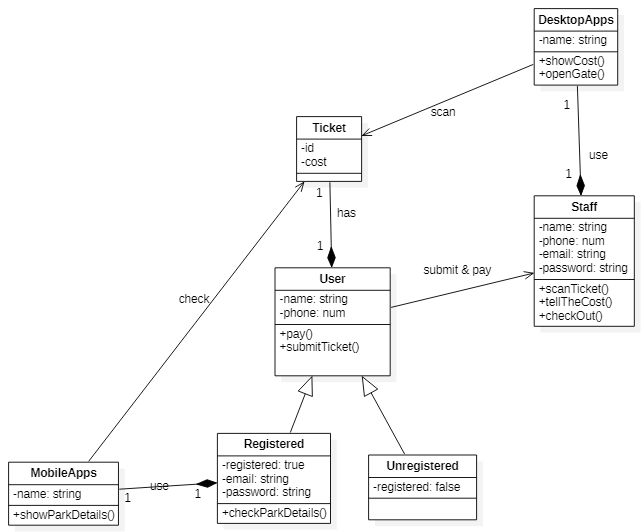 DesktopApps
-name: string
+showCost()
+openGate()
scan
1
use
1
Ticket
-id
-cost
1
has
1
Staff
-name: string
-phone: num
-email: string
-password: string
+scanTicket()
+tellTheCost()
+checkOut()
User
-name: string
-phone: num
+pay()
+submitTicket()
submit & pay
check
Registered
-registered: true
-email: string
-password: string
+checkParkDetails()
Unregistered
-registered: false
MobileApps
-name: string
+showParkDetails()
use
1
1